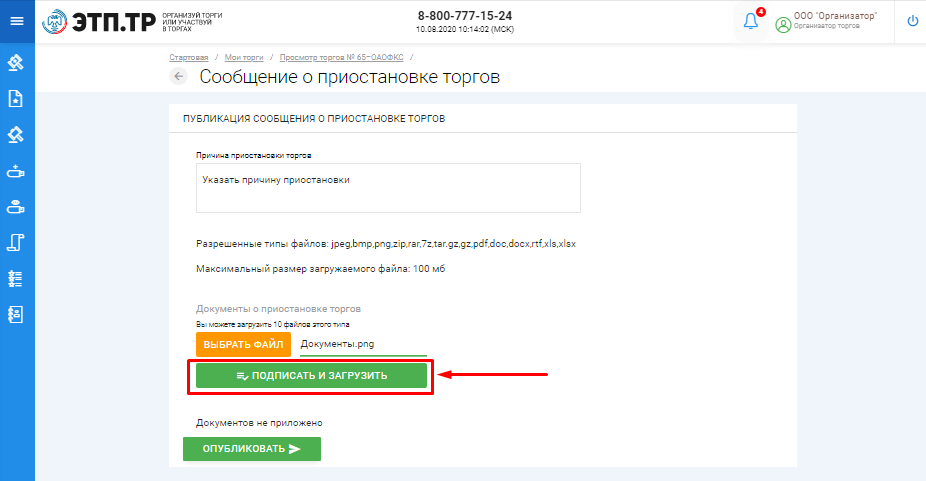 ЭТП.ТР
ОРГАНИЗУЙ ТОРГИ
ИЛИ УЧАСТВУЙ
В ТОРГАХ
8-800-777-15-24
10.08.2020 10:14:02 (МСК)
4
ООО "Организатор"
Организатор торгов
Стартовая / Мои торги / Просмотр торгов № 65-ОАОФКС /
Сообщение о приостановке торгов
ПУБЛИКАЦИЯ СООБЩЕНИЯ О ПРИОСТАНОВКЕ ТОРГОВ
Причина приостановки торгов
Указать причину приостановки
Разрешенные типы файлов: jpeg,bmp,png,zip,rar,7z,tar.gz,gz,pdf,doc,docx,rtf,xls,xlsx
Максимальный размер загружаемого файла: 100 мб
Документы о приостановке торгов
Вы можете загрузить 10 файлов этого типа
ВЫБРАТЬ ФАЙЛ Документы.png
ПОДПИСАТЬ И ЗАГРУЗИТЬ
Документов не приложено
ОПУБЛИКОВАТЬ